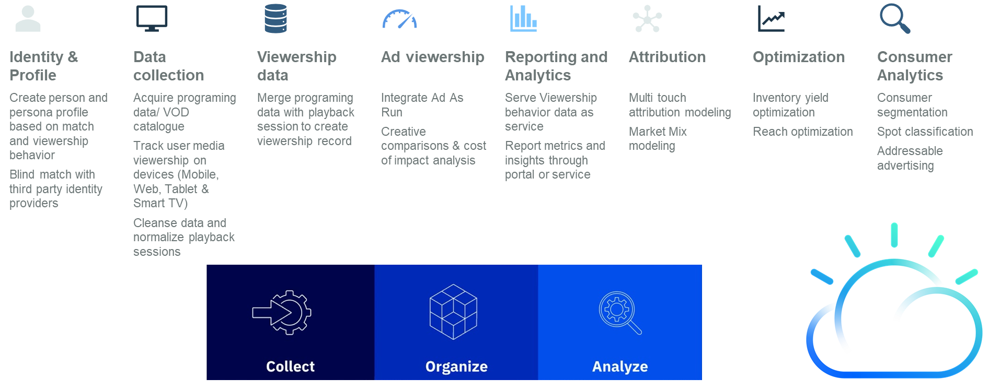 Identity &
Profile
Create person and
persona profile
based on match
and viewership
behavior
Blind match with
third party identity
providers
Data
collection
Acquire programing
data/ VOD
catalogue
Track user media
viewership on
devices (Mobile,
Web, Tablet &
Smart TV)
Cleanse data and
normalize playback
sessions
Viewership
data
Merge programing
data with playback
session to create
viewership record
Ad viewership
Integrate Ad As
Run
Creative
comparisons & cost
of impact analysis
Reporting and
Analytics
Serve Viewership
behavior data as
service
Report metrics and
insights through
portal or service
Attribution
Multi touch
attribution modeling
Market Mix
modeling
Optimization
Inventory yield
optimization
Reach optimization
Consumer
Analytics
Consumer
segmentation
Spot classification
Addressable
advertising
Collect
Organize
Analyze